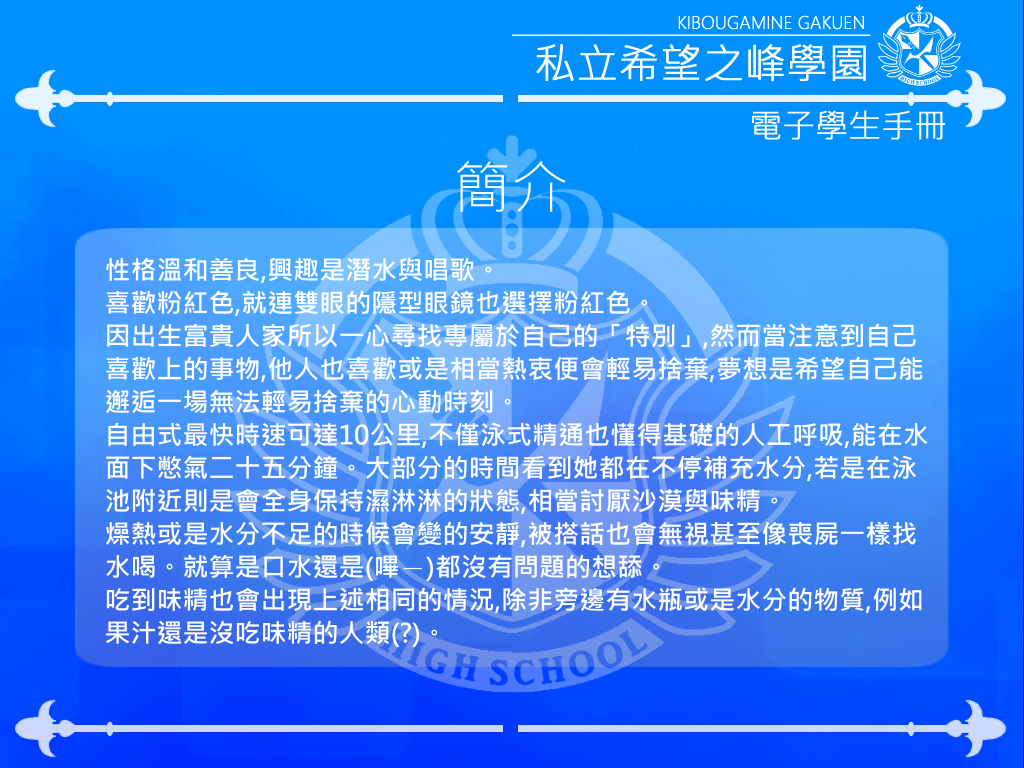 KIBOUGAMINE GAKUEN
私立希望之峰學園
HIGH SCHOOL
電子學生手冊
簡介
性格溫和善良,興趣是潛水與唱歌。
喜歡粉紅色,就連雙眼的隱型眼鏡也選擇粉紅色。
因出生富貴人家所以一心尋找專屬於自己的「特別」,然而當注意到自己
喜歡上的事物,他人也喜歡或是相當熱衷便會輕易捨棄,夢想是希望自己能
邂逅一場無法輕易捨棄的心動時刻。
自由式最快時速可達10公里,不僅泳式精通也懂得基礎的人工呼吸,能在水
面下憋氣二十五分鐘。大部分的時間看到她都在不停補充水分,若是在泳
池附近則是會全身保持濕淋淋的狀態,相當討厭沙漠與味精。
燥熱或是水分不足的時候會變的安靜,被搭話也會無視甚至像喪屍一樣找
水喝。就算是口水還是(嗶—)都沒有問題的想舔。
吃到味精也會出現上述相同的情況,除非旁邊有水瓶或是水分的物質,例如
果汁還是沒吃味精的人類(?)。
HIGH SCHOOL